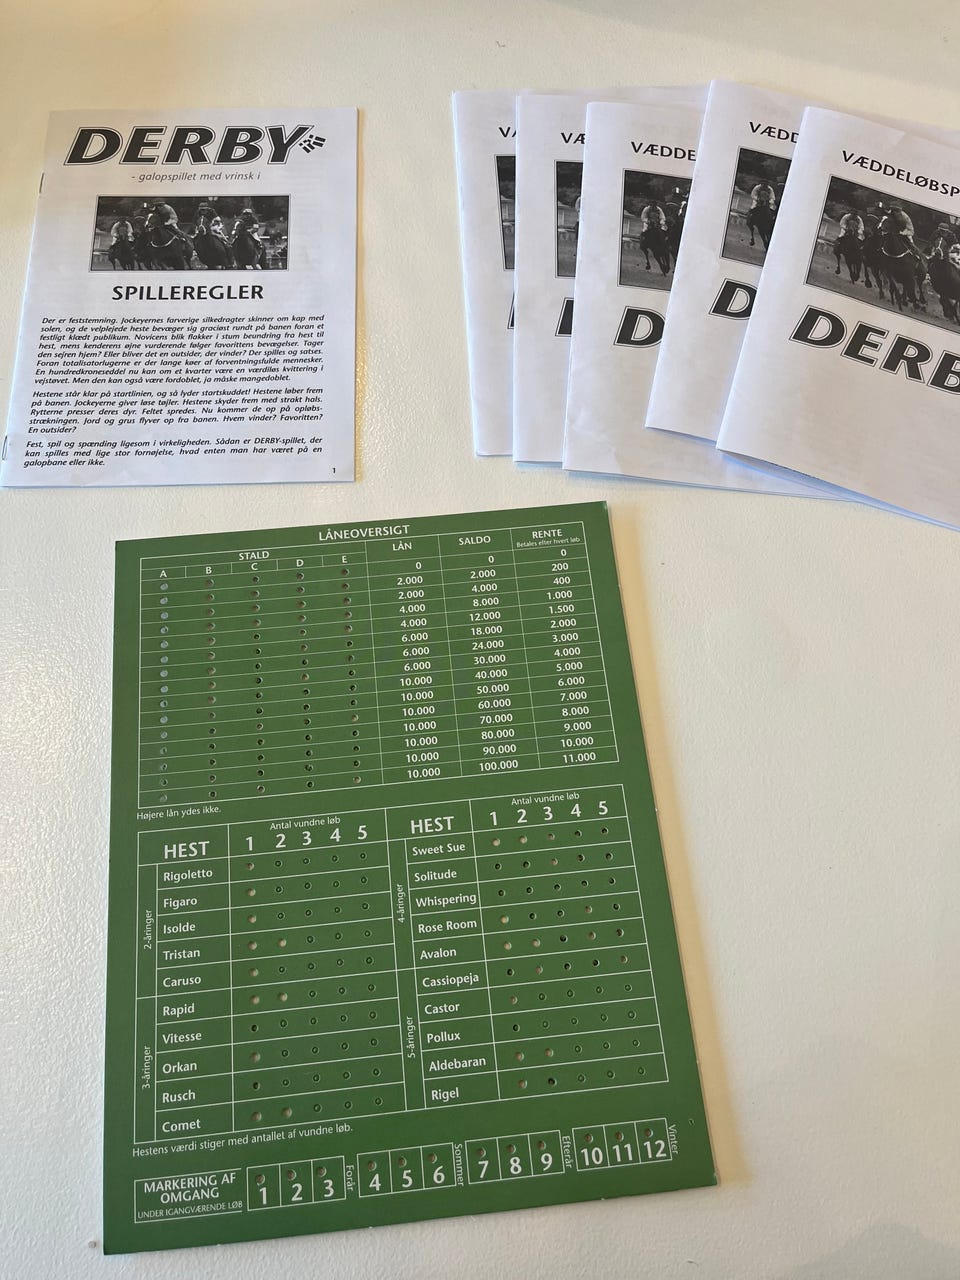 DERBY
- galopspillet med vrinsk i
SPILLEREGLER
Der er feststemning. Jockeyernes farverige silkedragter skinner om kap med
solen, og de velplejede heste bevæger sig graciøst rundt på banen foran et
festligt klædt publikum. Novicens blik flakker i stum beundring fra hest til
hest, mens kenderens øjne vurderende følger favorittens bevægelser. Tager
den sejren hjem? Eller bliver det en outsider, der vinder? Der spilles og satses.
Foran totalisatorlugerne er der lange køer af forventningsfulde mennesker.
En hundredkroneseddel nu kan om et kvarter være en værdiløs kvittering i
vejstøvet. Men den kan også være fordoblet, ja måske mangedoblet.
Hestene står klar på startlinien, og så lyder startskuddet! Hestene løber frem
på banen. Jockeyerne giver løse tøjler. Hestene skyder frem med strakt hals.
Rytterne presser deres dyr. Feltet spredes. Nu kommer de op på opløbs-
strækningen. Jord og grus flyver op fra banen. Hvem vinder? Favoritten?
En outsider?
Fest, spil og spænding ligesom i virkeligheden. Sådan er DERBY-spillet, der
kan spilles med lige stor fornøjelse, hvad enten man har været på en
galopbane eller ikke.
1
VÆDDE
VÆDD
VÆDDELØBSP
D
D
DERB
LÅNEOVERSIGT
STALD LÅN SALDO RENTE
Betales efter hvert løb
A B C D E
0 0 0
2.000 2.000 200
2.000 4.000 400
4.000 8.000 1.000
4.000 12.000 1.500
6.000 18.000 2.000
6.000 24.000 3.000
6.000 30.000 4.000
10.000 40.000 5.000
10.000 50.000 6.000
10.000 60.000 7.000
10.000 70.000 8.000
10.000 80.000 9.000
10.000 90.000 10.000
10.000 100.000 11.000
Højere lån ydes ikke.
HEST
Antal vundne løb
1 2 3 4 5
2-åringer
Rigoletto
Figaro
Isolde
Tristan
Caruso
3-åringer
Rapid
Vitesse
Orkan
Rusch
Comet
HEST
Antal vundne løb
1 2 3 4 5
4-åringer
Sweet Sue
Solitude
Whispering
Rose Room
Avalon
5-åringer
Cassiopeja
Castor
Pollux
Aldebaran
Rigel
Hestens værdi stiger med antallet af vundne løb.
MARKERING AF
OMGANG
UNDER IGANGVÆRENDE LØB
1 2 3 Forår
4 5 6 Sommer
7 8 9 Efterår
10 11 12 Vinter